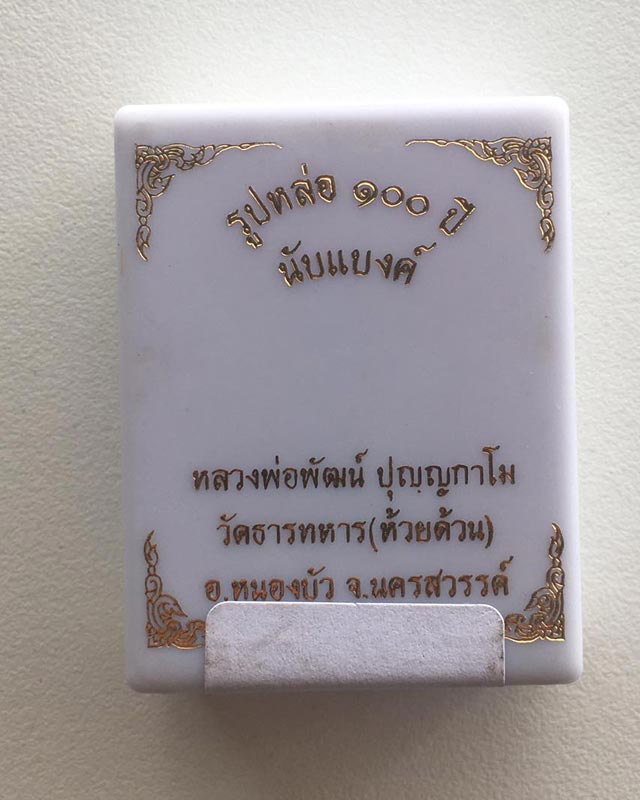 รูปหล่อ ๑๐๐ ปี
นับแบงค์
หลวงพ่อพัฒน์ ปุญฺญกาโม
วัดธารทหาร(ห้วยด้วน)
อ.หนองบัว จ.นครสวรรค์